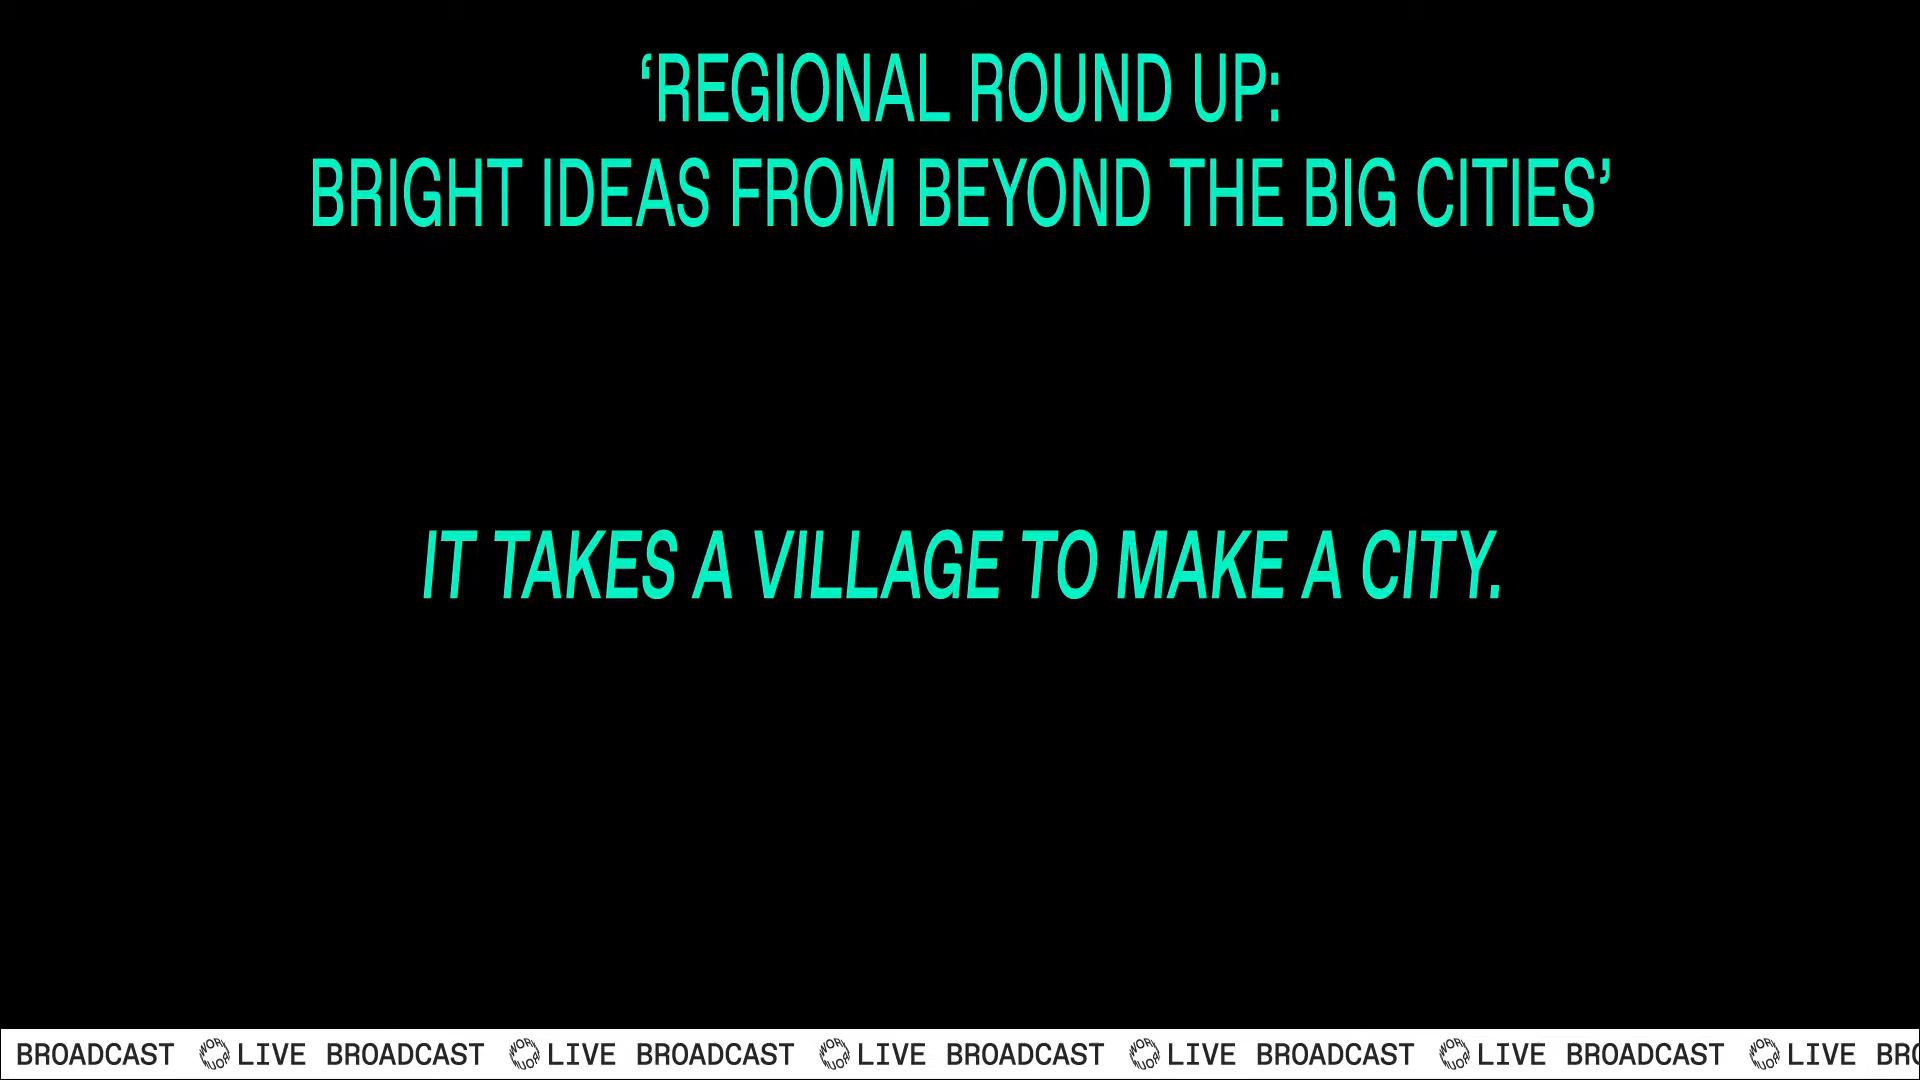 ‘REGIONAL ROUND UP:
BRIGHT IDEAS FROM BEYOND THE BIG CITIES’
IT TAKES A VILLAGE TO MAKE A CITY.
BROADCAST LIVE BROADCAST LIVE BROADCAST LIVE BROADCAST LIVE BROADCAST LIVE BROADCAST LIVE BRO